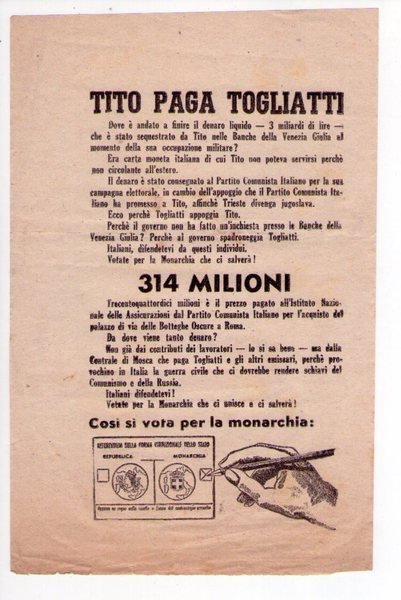 TITO PAGA TOGLIATTI
Dove è andato a finire il denaro liquido — 3 miliardi di lire —
che è stato sequestrato da Tito nelle Banche della Venezia Giulia al
momento della sua occupazione militare?
Era carta moneta italiana di cui Tito non poteva servirsi perchè
non circolante all'estero.
Il denaro è stato consegnato al Partito Comunista Italiano per la sua
campagna elettorale, in cambio dell'appoggio che il Partito Comunista Ita-
liano ha promesso a Tito, affinchè Trieste divenga jugoslava.
Ecco perchè Togliatti appoggia Tito.
Perchè il governo non ha fatto un'inchiesta presso le Banche della
Venezia Giulia? Perchè al governo spadroneggia Togliatti.
Italiani, difendetevi da questi individui.
Votate per la Monarchia che ci salverà!
314 MILIONI
Trecentoquattordici milioni è il prezzo pagato all'Istituto Nazio-
nale delle Assicurazioni dal Partito Comunista Italiano per l'acquisto del
palazzo di via delle Botteghe Oscure a Roma.
Da dove viene tanto denaro?
Non già dai contributi dei lavoratori — lo si sa bene — ma dalla
Centrale di Mosca che paga Togliatti e gli altri emissari, perchè pro-
vochino in Italia la guerra civile che ci dovrebbe rendere schiavi del
Comunismo e della Russia.
Italiani difendetevi!
Votate per la Monarchia che ci unisce e ci salverà!
Così si vota per la monarchia:
REFERENDUM SULLA FORMA ISTITUZIONALE DELLO STATO
REPUBBLICA MONARCHIA